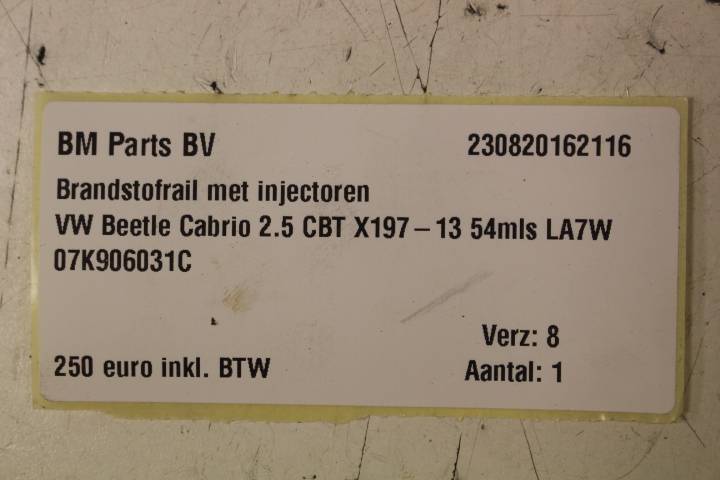 BM Parts BV 230820162116
Brandstofrail met injectoren
VW Beetle Cabrio 2.5 CBT X197 – 13 54mls LA7W
07K906031C
Verz: 8
250 euro inkl. BTW Aantal: 1